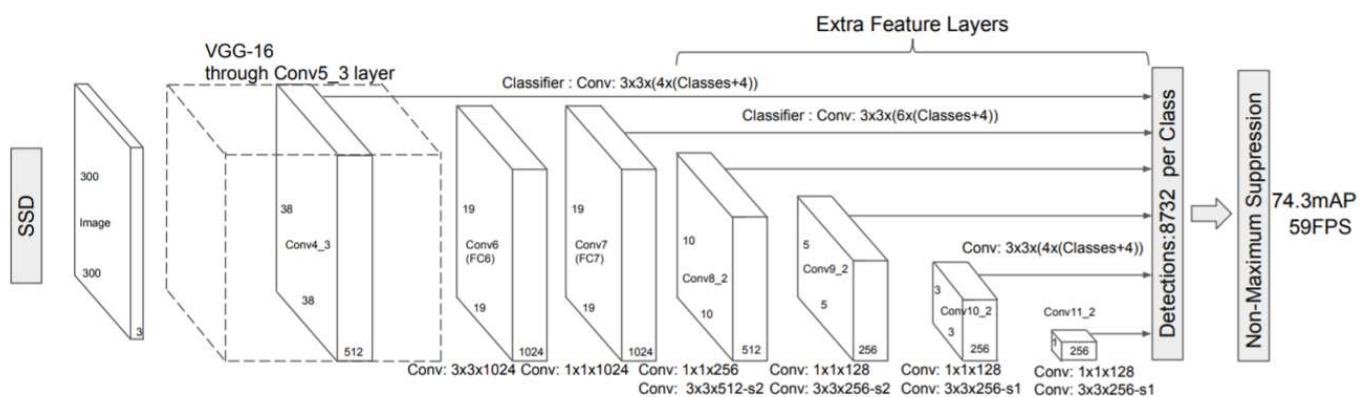 Extra Feature Layers
VGG-16
through Conv5_3 layer
Classifier : Conv: 3x3x(4x(Classes+4))
Classifier : Conv: 3x3x(6x(Classes+4))
SSD
300
Image
300
3
38
Conv4_3
38
512
19
Conv6
(FC6)
19
1024
19
Conv7
(FC7)
19
1024
10
Conv8_2
10
512
5
Conv9_2
5
256
Conv: 3x3x(4x(Classes+4))
3
Conv10_2
3
256
Conv11_2
1
256
Detections:8732 per Class
Non-Maximum Suppression
74.3mAP
59FPS
Conv: 3x3x1024
Conv: 1x1x1024
Conv: 1x1x256
Conv: 3x3x512-s2
Conv: 1x1x128
Conv: 3x3x256-s2
Conv: 1x1x128
Conv: 3x3x256-s1
Conv: 1x1x128
Conv: 3x3x256-s1